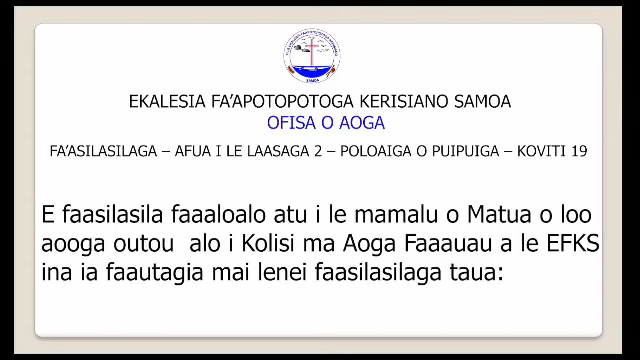 EKALESIA FA'APOTOPOTOGA KERISIANO SAMOA
OFISA O AOGA
FA'ASILASILAGA – AFUA I LE LAASAGA 2 – POLOAIGA O PUIPUIGA – KOVITI 19
E faasilasila faaaloalo atu i le mamalu o Matua o loo
aooga outou alo i Kolisi ma Aoga Faaauau a le EFKS
ina ia faautagia mai lenei faasilasilaga taua: